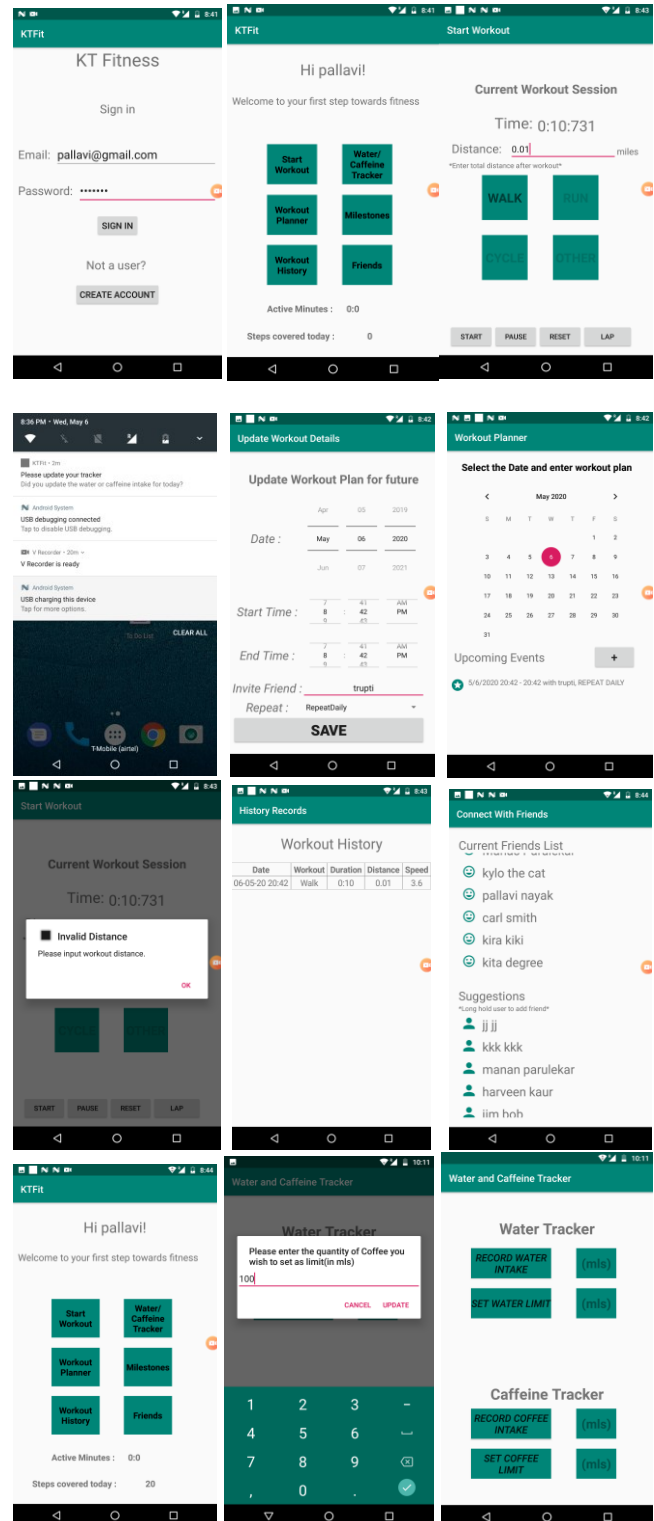 8:41
KTFit
KT Fitness
Sign in
Email: pallavi@gmail.com
Password: •••••••
SIGN IN
Not a user?
CREATE ACCOUNT
8:41
KTFit
Hi pallavi!
Welcome to your first step towards fitness
Start Workout
Water/ Caffeine Tracker
Workout Planner
Milestones
Workout History
Friends
Active Minutes : 0:0
Steps covered today : 0
8:43
Start Workout
Current Workout Session
Time: 0:10:731
Distance: 0.01 miles
*Enter total distance after workout*
WALK RUN
CYCLE OTHER
START PAUSE RESET LAP
8:36 PM • Wed, May 6
KTFit • 2m
Please update your tracker
Did you update the water or caffeine intake for today?
Android System
USB debugging connected
Tap to disable USB debugging.
V Recorder • 20m
V Recorder is ready
Android System
USB charging this device
Tap for more options.
To Do List
CLEAR ALL
T-Mobile (airtel)
8:42
Update Workout Details
Update Workout Plan for future
Apr 05 2019
Date : May 06 2020
Jun 07 2021
7 41 AM
Start Time : 8 : 42 PM
9 43
7 41 AM
End Time : 8 : 42 PM
9 43
Invite Friend : trupti
Repeat : RepeatDaily
SAVE
8:42
Workout Planner
Select the Date and enter workout plan
< May 2020 >
S M T W T F S
1 2
3 4 5 6 7 8 9
10 11 12 13 14 15 16
17 18 19 20 21 22 23
24 25 26 27 28 29 30
31
Upcoming Events +
5/6/2020 20:42 - 20:42 with trupti, REPEAT DAILY
8:43
Start Workout
Current Workout Session
Time: 0:10:731
Invalid Distance
Please input workout distance.
OK
CYCLE OTHER
START PAUSE RESET LAP
8:43
History Records
Workout History
Date Workout Duration Distance Speed
06-05-20 20:42 Walk 0:10 0.01 3.6
8:44
Connect With Friends
Current Friends List
kylo the cat
pallavi nayak
carl smith
kira kiki
kita degree
Suggestions
*Long hold user to add friend*
jj jj
kkk kkk
manan parulekar
harveen kaur
jim bob
8:44
KTFit
Hi pallavi!
Welcome to your first step towards fitness
Start Workout
Water/ Caffeine Tracker
Workout Planner
Milestones
Workout History
Friends
Active Minutes : 0:0
Steps covered today : 20
10:11
Water and Caffeine Tracker
Water Tracker
Please enter the quantity of Coffee you
wish to set as limit(in mls)
100
CANCEL UPDATE
1 2 3 –
4 5 6
7 8 9
, 0 .
10:11
Water and Caffeine Tracker
Water Tracker
RECORD WATER INTAKE (mls)
SET WATER LIMIT (mls)
Caffeine Tracker
RECORD COFFEE INTAKE (mls)
SET COFFEE LIMIT (mls)